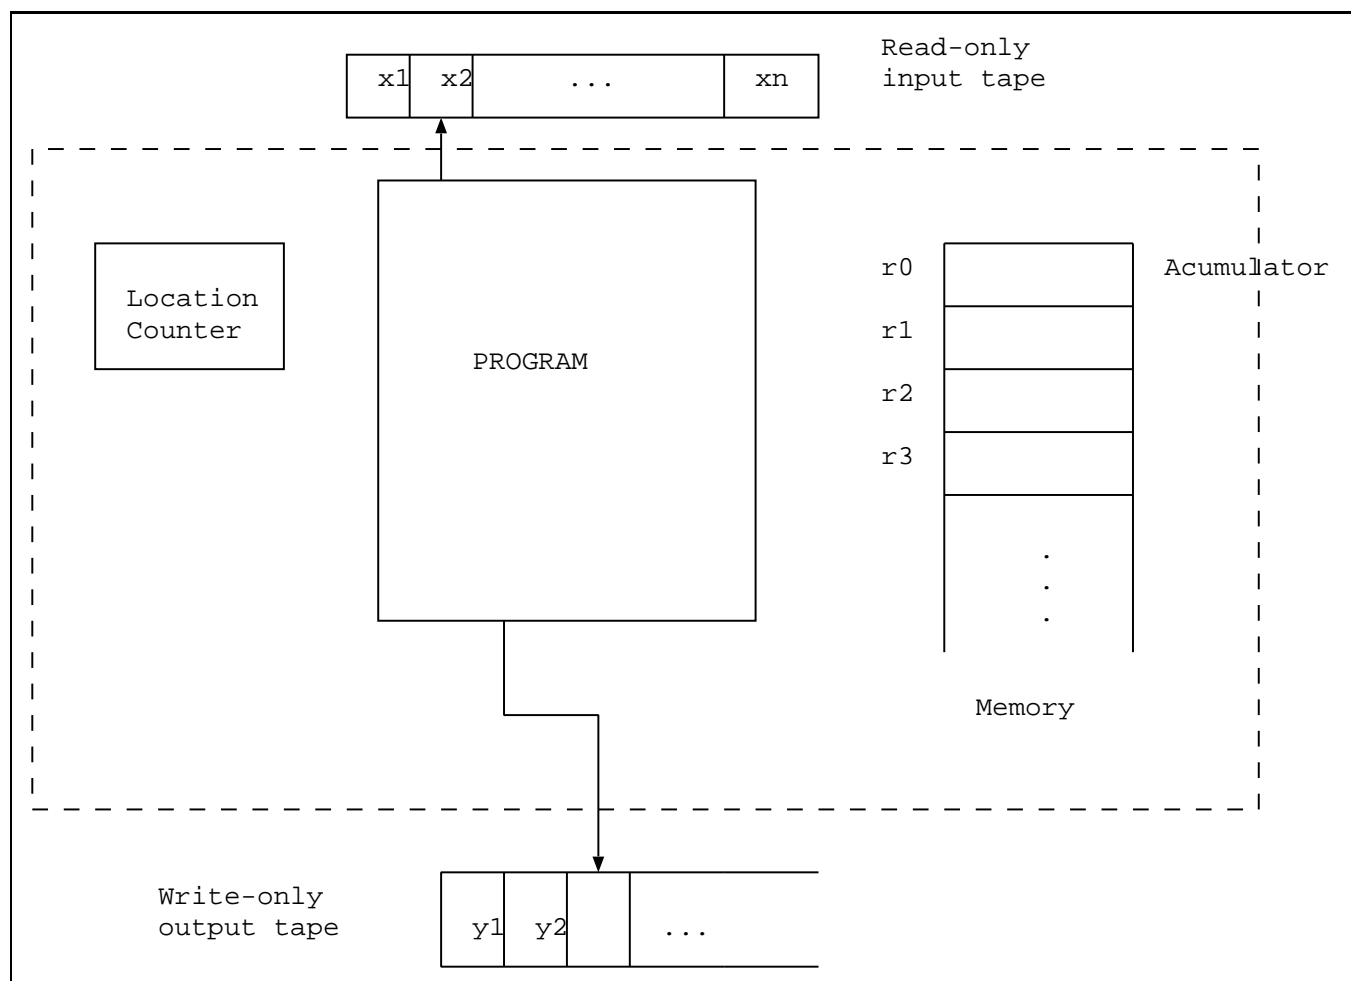 Read-only
input tape
x1 x2 ... xn
r0 Acumulator
Location
Counter
r1
PROGRAM
r2
r3
.
.
.
Memory
Write-only
output tape
y1 y2 ...